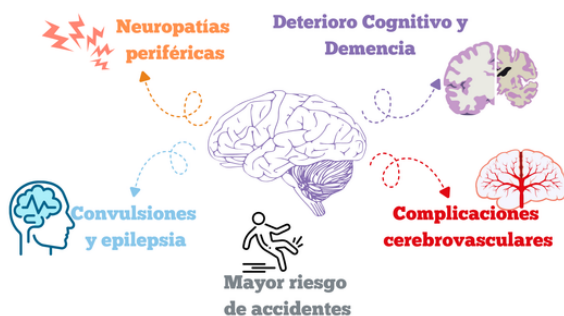 Neuropatías
periféricas
Deterioro Cognitivo y
Demencia
Convulsiones
y epilepsia
Complicaciones
cerebrovasculares
Mayor riesgo
de accidentes